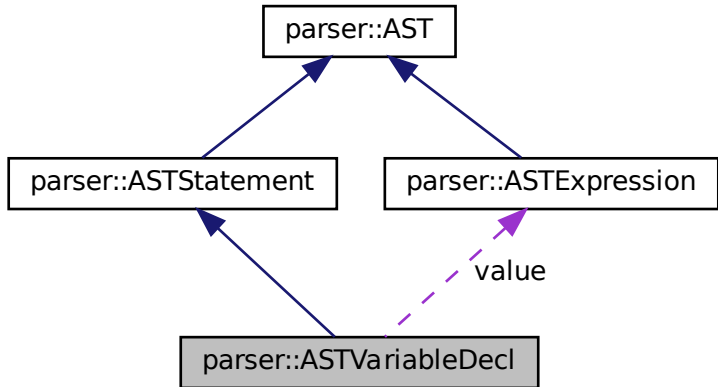 parser::AST
parser::ASTStatement
parser::ASTExpression
value
parser::ASTVariableDecl